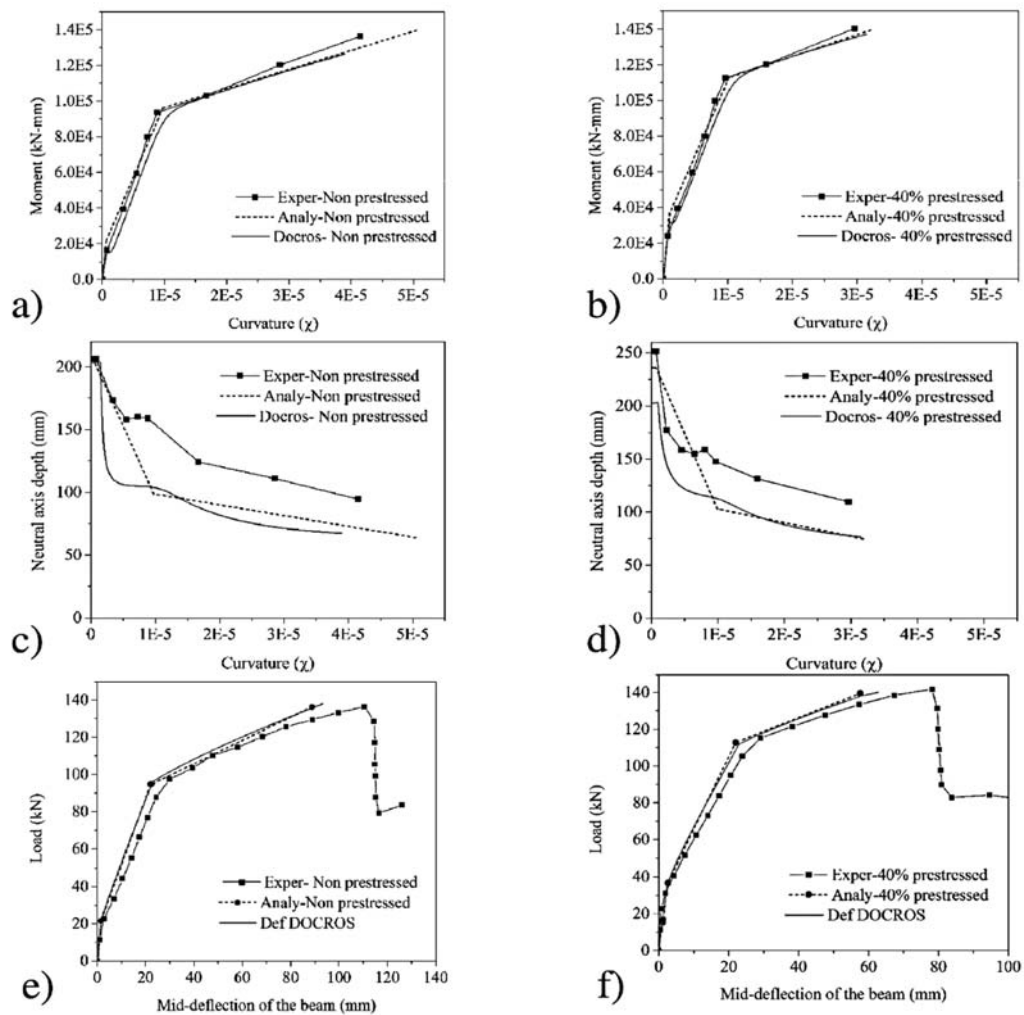 1.4E5
1.2E5
1.0E5
8.0E4
6.0E4
4.0E4
2.0E4
0.0
Moment (kN-mm)
Exper-Non prestressed
Analy-Non prestressed
Docros- Non prestressed
0
1E-5
2E-5
3E-5
4E-5
5E-5
Curvature (χ)
a)
1.4E5
1.2E5
1.0E5
8.0E4
6.0E4
4.0E4
2.0E4
0.0
Moment (kN-mm)
Exper-40% prestressed
Analy-40% prestressed
Docros- 40% prestressed
0
1E-5
2E-5
3E-5
4E-5
5E-5
Curvature (χ)
b)
200
150
100
50
0
Neutral axis depth (mm)
Exper-Non prestressed
Analy-Non prestressed
Docros- Non prestressed
0
1E-5
2E-5
3E-5
4E-5
5E-5
Curvature (χ)
c)
250
200
150
100
50
0
Neutral axis depth (mm)
Exper-40% prestressed
Analy-40% prestressed
Docros- 40% prestressed
0
1E-5
2E-5
3E-5
4E-5
5E-5
Curvature (χ)
d)
140
120
100
80
60
40
20
0
Load (kN)
Exper- Non prestressed
Analy-Non prestressed
Def DOCROS
0
20
40
60
80
100
120
140
Mid-deflection of the beam (mm)
e)
140
120
100
80
60
40
20
0
Load (kN)
Exper-40% prestressed
Analy-40% prestressed
Def DOCROS
0
20
40
60
80
100
Mid-deflection of the beam (mm)
f)